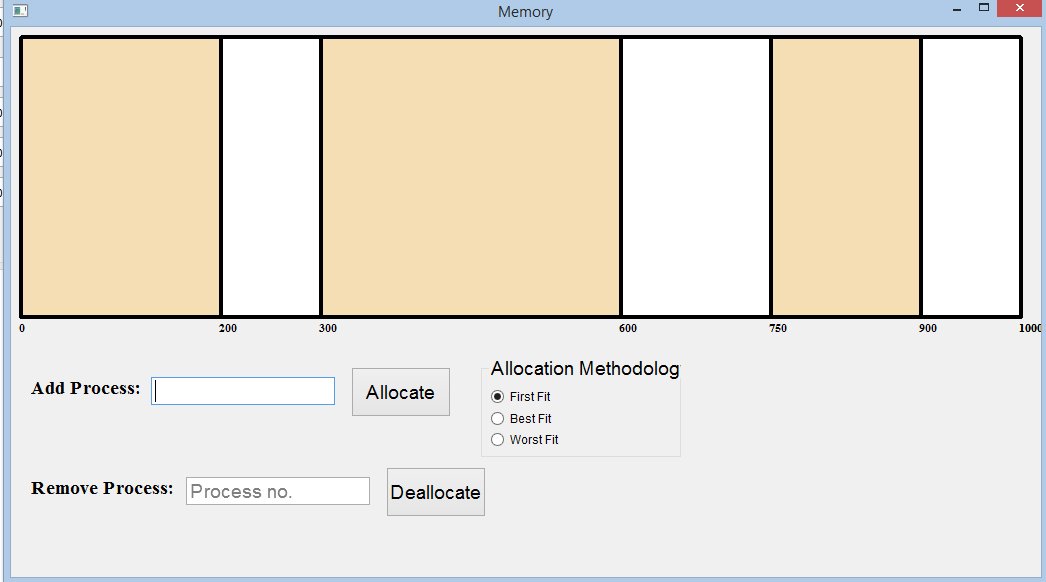 Memory
0 200 300 600 750 900 1000
Add Process:
Allocate
Allocation Methodolog
First Fit
Best Fit
Worst Fit
Remove Process:
Process no.
Deallocate